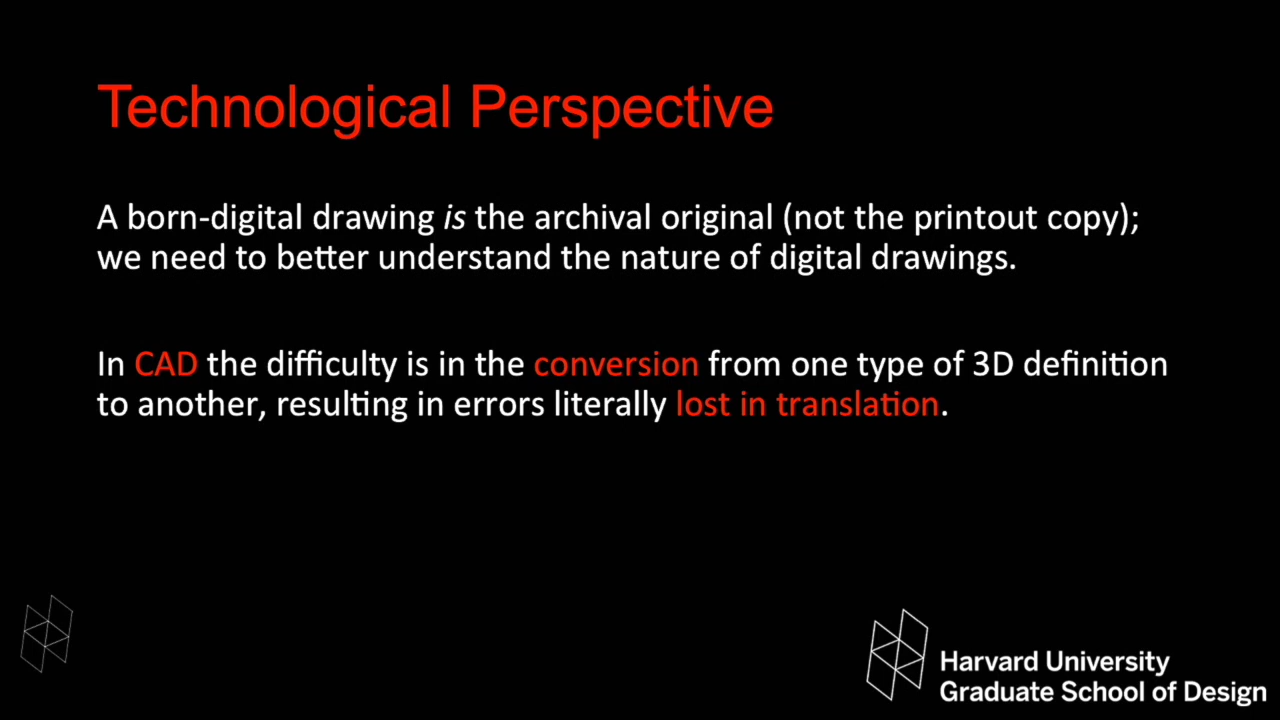 Technological Perspective
A born-digital drawing is the archival original (not the printout copy);
we need to better understand the nature of digital drawings.
In CAD the difficulty is in the conversion from one type of 3D definition
to another, resulting in errors literally lost in translation.
Harvard University
Graduate School of Design